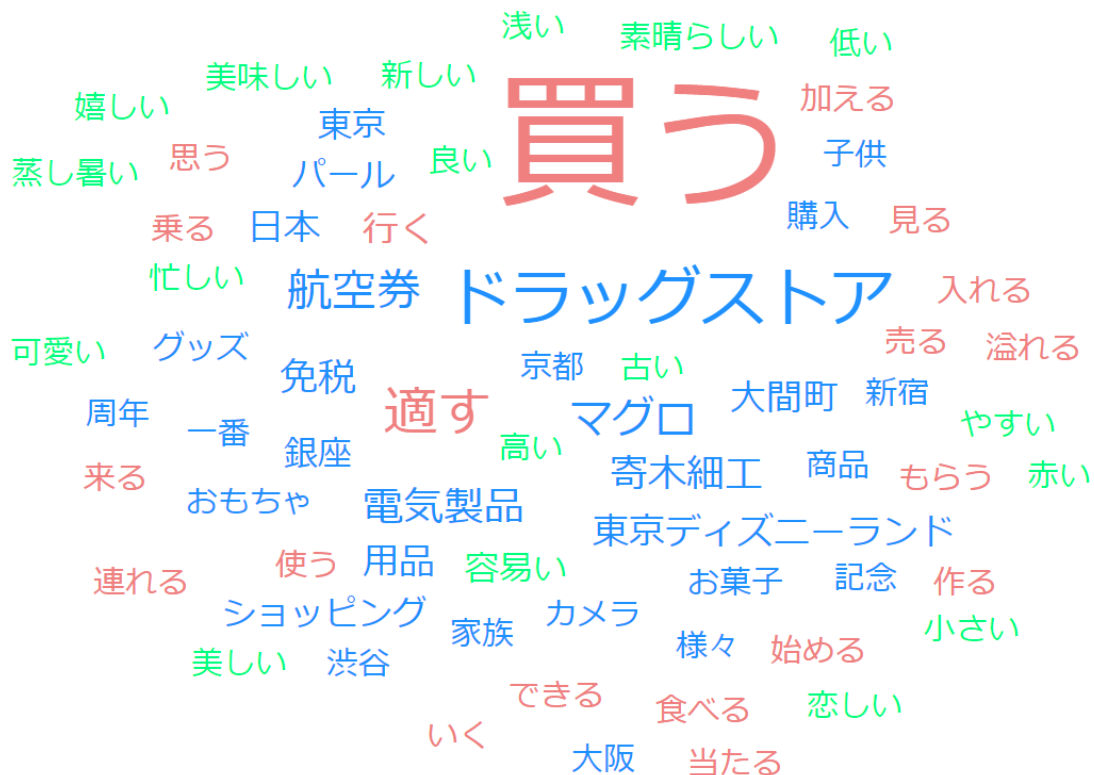 浅い 素晴らしい 低い
美味しい 新しい
買う
嬉しい 東京 加える
蒸し暑い 思う パール 良い 子供
乗る 日本 行く 購入 見る
忙しい 航空券 ドラッグストア 入れる
可愛い グッズ 免税 京都 古い 売る 溢れる
周年 一番 適す マグロ 大間町 新宿 やすい
来る 銀座 高い 寄木細工 商品 もらう 赤い
おもちゃ 電気製品 東京ディズニーランド
連れる 使う 用品 容易い お菓子 記念 作る
ショッピング 家族 カメラ 様々 始める 小さい
美しい 渋谷
できる 食べる 恋しい
いく 大阪 当たる